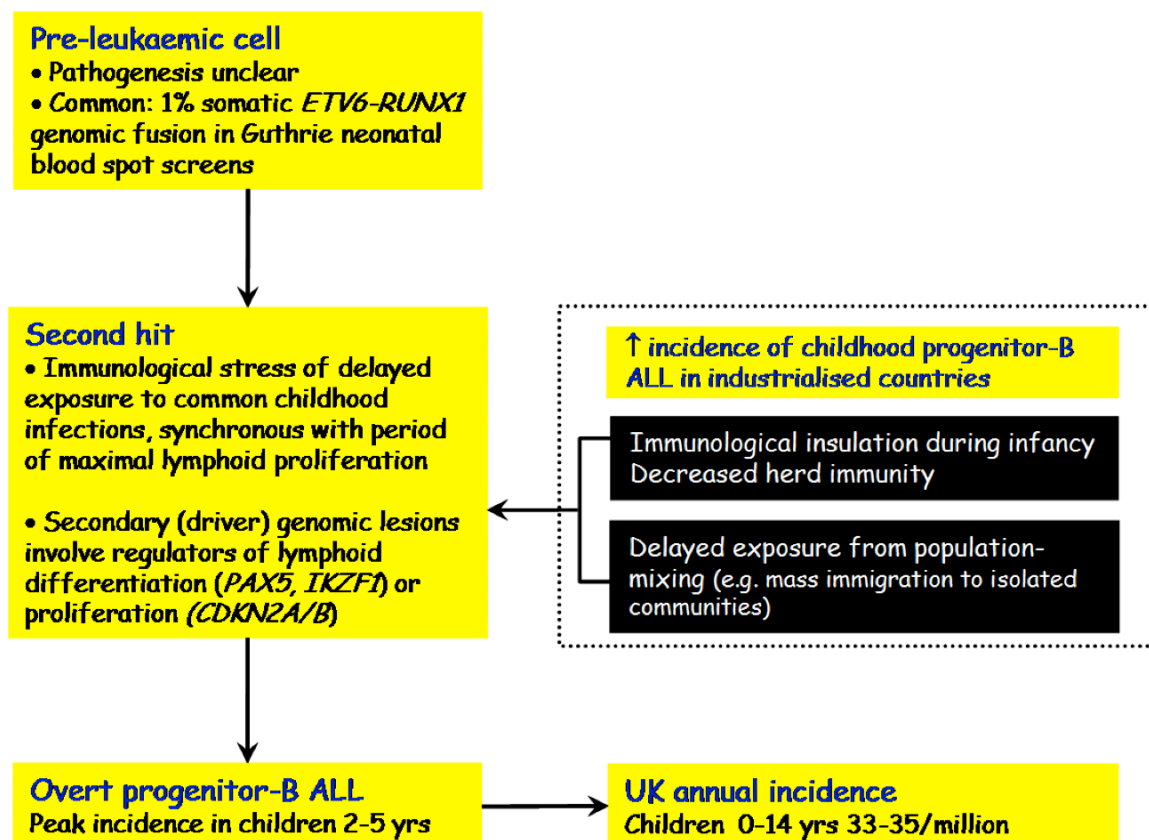 Pre-leukaemic cell
• Pathogenesis unclear
• Common: 1% somatic ETV6-RUNX1
genomic fusion in Guthrie neonatal
blood spot screens
Second hit
• Immunological stress of delayed
exposure to common childhood
infections, synchronous with period
of maximal lymphoid proliferation
• Secondary (driver) genomic lesions
involve regulators of lymphoid
differentiation (PAX5, IKZF1) or
proliferation (CDKN2A/B)
↑ incidence of childhood progenitor-B
ALL in industrialised countries
Immunological insulation during infancy
Decreased herd immunity
Delayed exposure from population-
mixing (e.g. mass immigration to isolated
communities)
Overt progenitor-B ALL
Peak incidence in children 2-5 yrs
UK annual incidence
Children 0-14 yrs 33-35/million